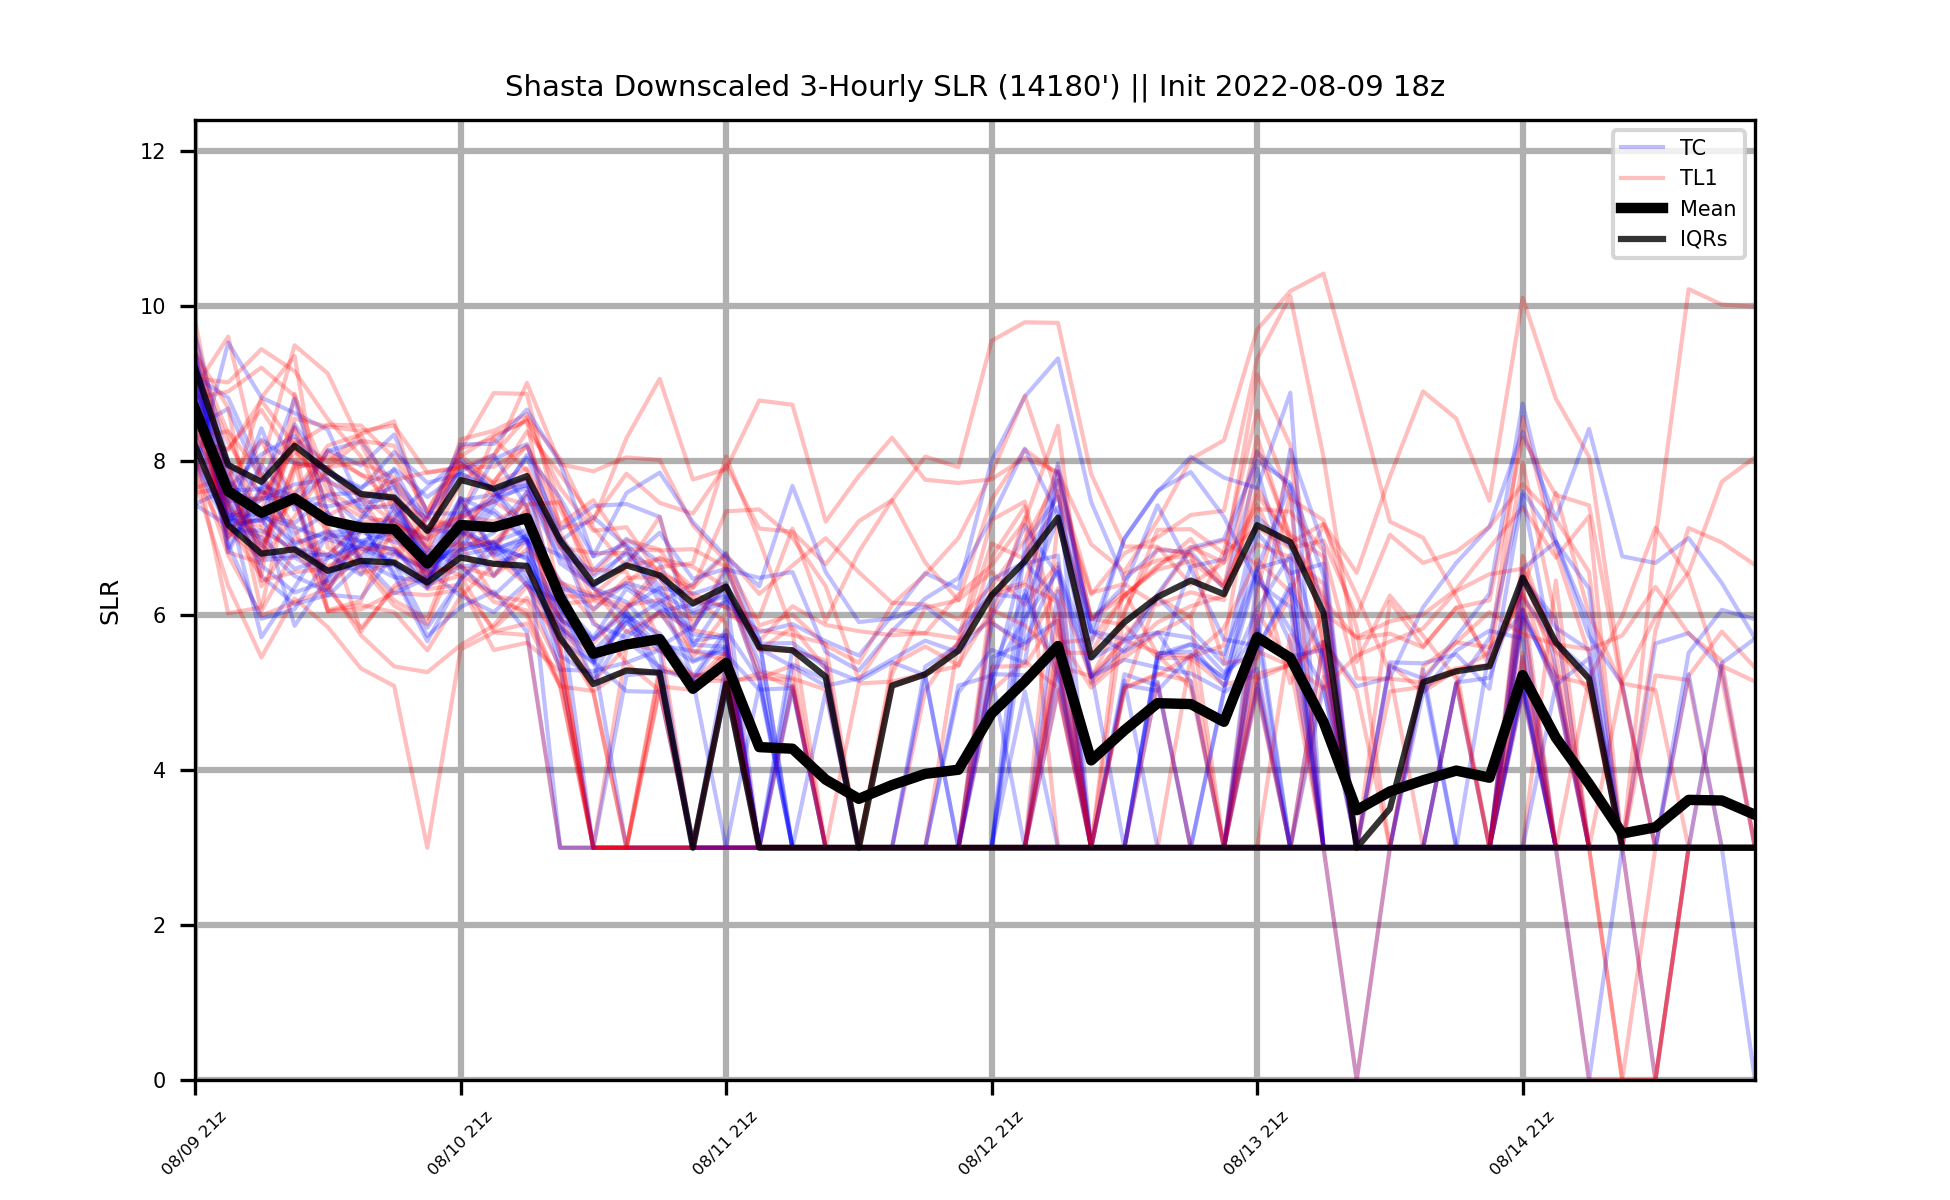 Shasta Downscaled 3-Hourly SLR (14180') || Init 2022-08-09 18z
TC
TL1
Mean
IQRs
SLR
12
10
8
6
4
2
0
08/09 21z
08/10 21z
08/11 21z
08/12 21z
08/13 21z
08/14 21z